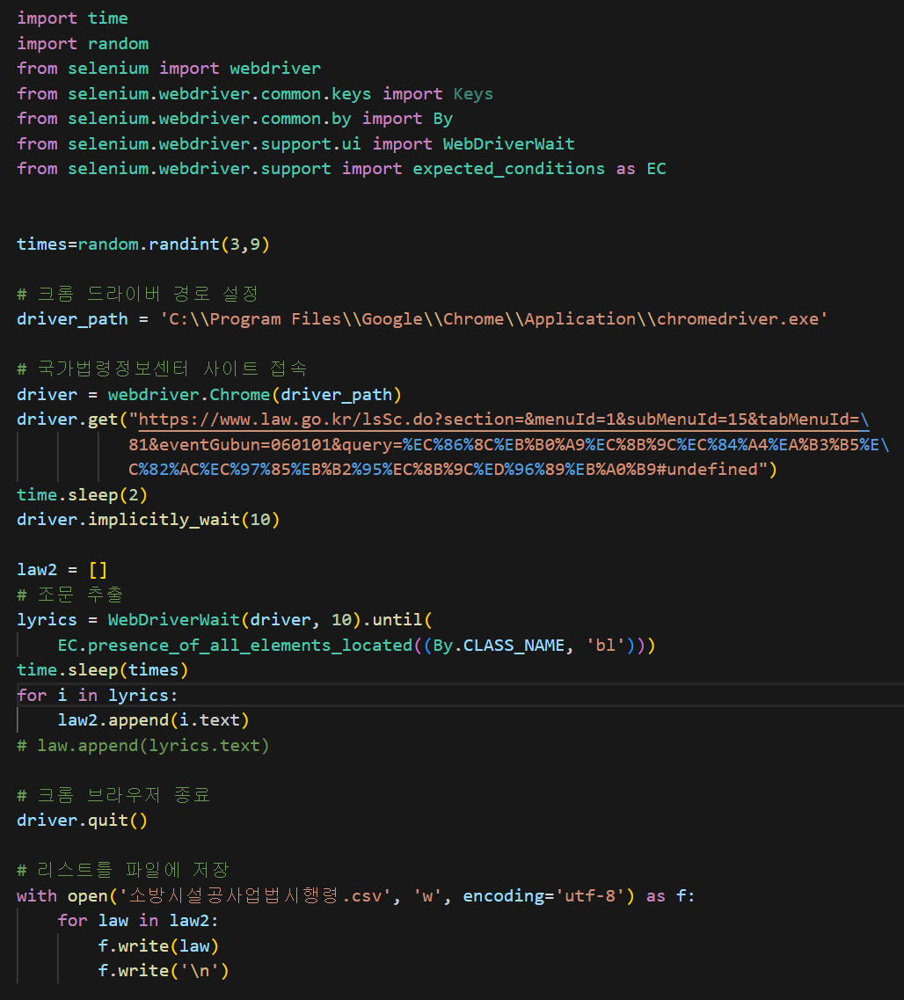 import time
import random
from selenium import webdriver
from selenium.webdriver.common.keys import Keys
from selenium.webdriver.common.by import By
from selenium.webdriver.support.ui import WebDriverWait
from selenium.webdriver.support import expected_conditions as EC
times=random.randint(3,9)
# 크롬 드라이버 경로 설정
driver_path = 'C:\\Program Files\\Google\\Chrome\\Application\\chromedriver.exe'
# 국가법령정보센터 사이트 접속
driver = webdriver.Chrome(driver_path)
driver.get("https://www.law.go.kr/lsSc.do?section=&menuId=1&subMenuId=15&tabMenuId=\
81&eventGubun=060101&query=%EC%86%8C%EB%B0%A9%EC%8B%9C%EC%84%A4%EA%B3%B5%E\
C%82%AC%EC%97%85%EB%B2%95%EC%8B%9C%ED%96%89%EB%A0%B9#undefined")
time.sleep(2)
driver.implicitly_wait(10)
law2 = []
# 조문 추출
lyrics = WebDriverWait(driver, 10).until(
    EC.presence_of_all_elements_located((By.CLASS_NAME, 'bl')))
time.sleep(times)
for i in lyrics:
    law2.append(i.text)
# law.append(lyrics.text)
# 크롬 브라우저 종료
driver.quit()
# 리스트를 파일에 저장
with open('소방시설공사업법시행령.csv', 'w', encoding='utf-8') as f:
    for law in law2:
        f.write(law)
        f.write('\n')